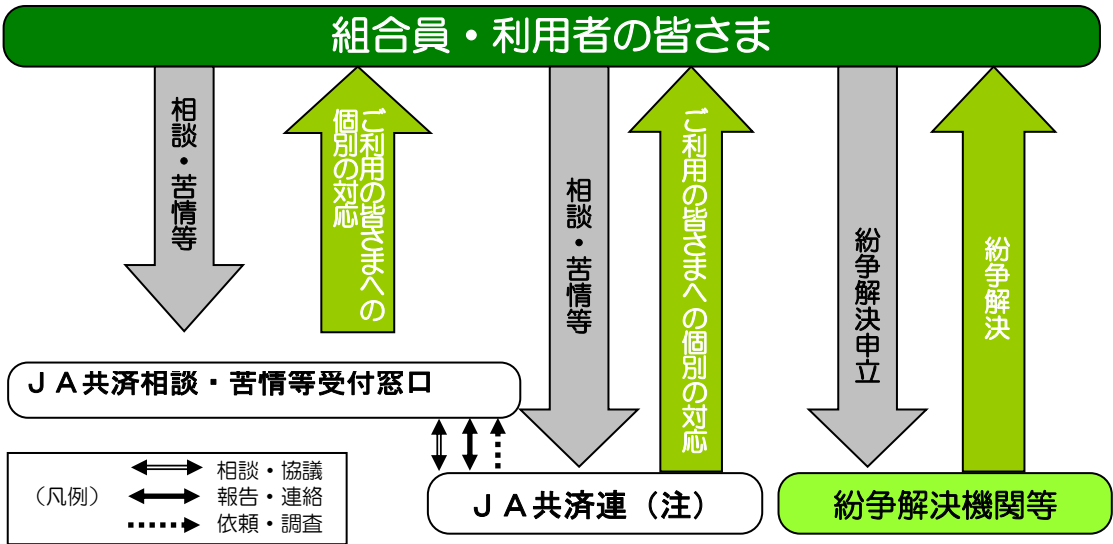 組合員・利用者の皆さま
相談・苦情等
ご利用の皆さまへの
個別の対応
相談・苦情等
ご利用の皆さまへの個別の対応
紛争解決申立
紛争解決
ＪＡ共済相談・苦情等受付窓口
（凡例）
相談・協議
報告・連絡
依頼・調査
ＪＡ共済連（注）
紛争解決機関等